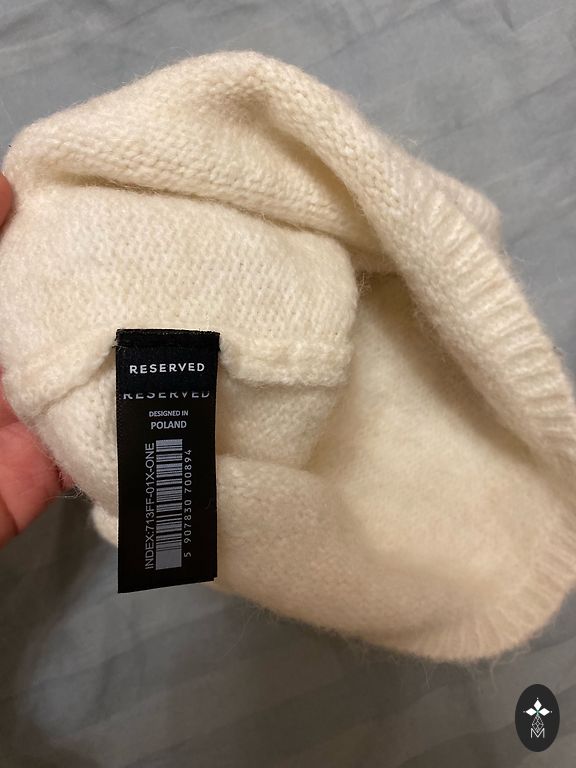 RESERVED
RESERVED
DESIGNED IN
POLAND
INDEX:713FF-01X-ONE
5 907830 700894
M